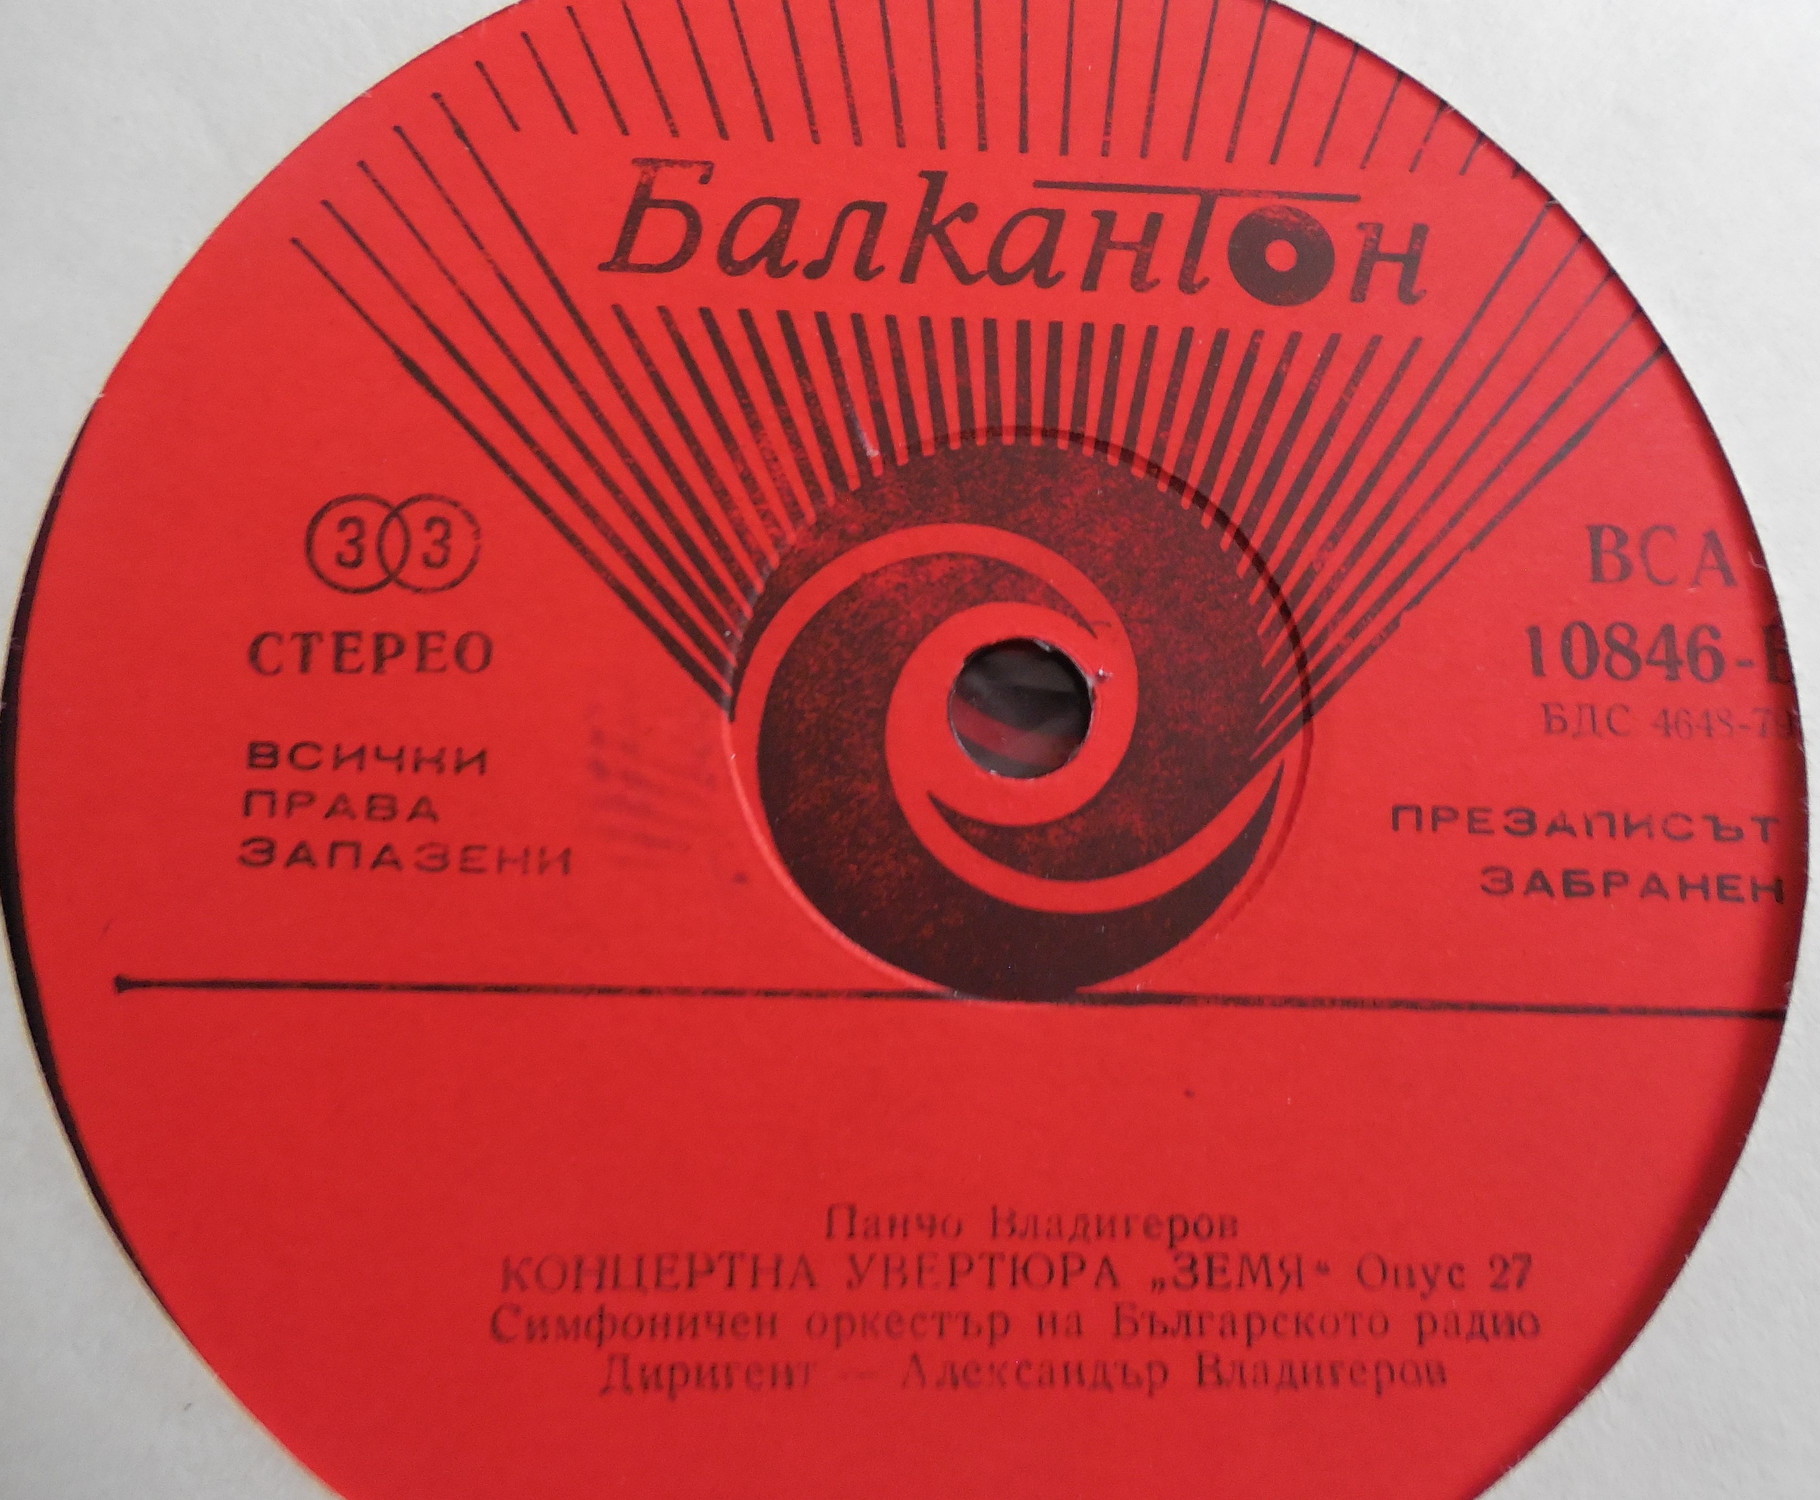 Балкантон
33
СТЕРЕО
ВСИЧКИ
ПРАВА
ЗАПАЗЕНИ
ВСА
10846-
БДС 4648-79
ПРЕЗАПИСЪТ
ЗАБРАНЕН
Панчо Владигеров
КОНЦЕРТНА УВЕРТЮРА „ЗЕМЯ“ Опус 27
Симфоничен оркестър на Българското радио
Диригент — Александър Владигеров